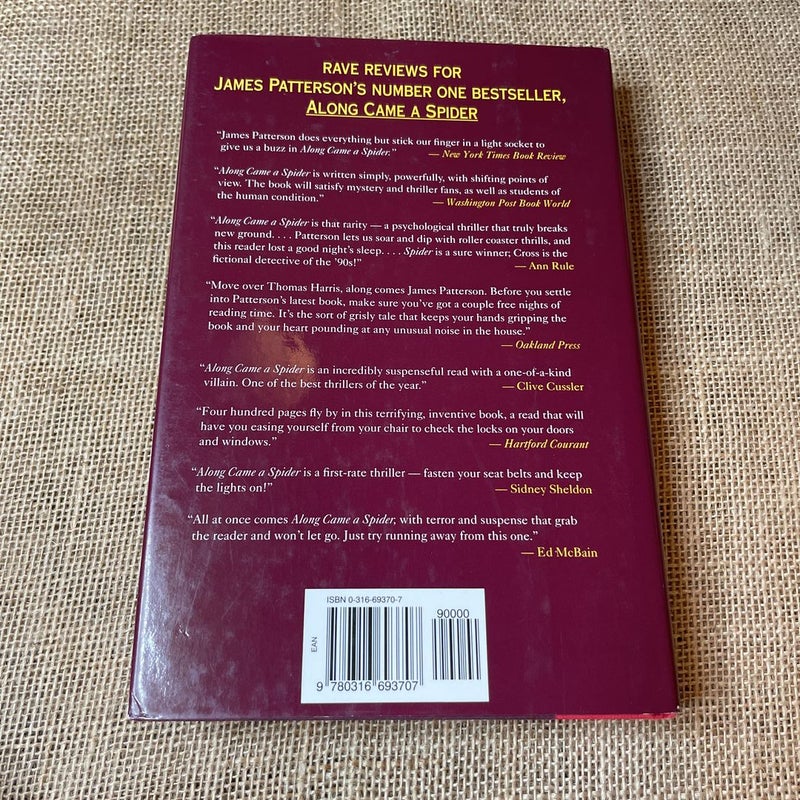 RAVE REVIEWS FOR
JAMES PATTERSON'S NUMBER ONE BESTSELLER,
ALONG CAME A SPIDER
"James Patterson does everything but stick our finger in a light socket to
give us a buzz in Along Came a Spider." — New York Times Book Review
"Along Came a Spider is written simply, powerfully, with shifting points of
view. The book will satisfy mystery and thriller fans, as well as students of
the human condition." — Washington Post Book World
"Along Came a Spider is that rarity — a psychological thriller that truly breaks
new ground. . . . Patterson lets us soar and dip with roller coaster thrills, and
this reader lost a good night's sleep. . . . Spider is a sure winner; Cross is the
fictional detective of the '90s!" — Ann Rule
"Move over Thomas Harris, along comes James Patterson. Before you settle
into Patterson's latest book, make sure you've got a couple free nights of
reading time. It's the sort of grisly tale that keeps your hands gripping the
book and your heart pounding at any unusual noise in the house."
— Oakland Press
"Along Came a Spider is an incredibly suspenseful read with a one-of-a-kind
villain. One of the best thrillers of the year." — Clive Cussler
"Four hundred pages fly by in this terrifying, inventive book, a read that will
have you easing yourself from your chair to check the locks on your doors
and windows." — Hartford Courant
"Along Came a Spider is a first-rate thriller — fasten your seat belts and keep
the lights on!" — Sidney Sheldon
"All at once comes Along Came a Spider, with terror and suspense that grab
the reader and won't let go. Just try running away from this one."
— Ed McBain
ISBN 0-316-69370-7
90000
EAN
9 780316 693707